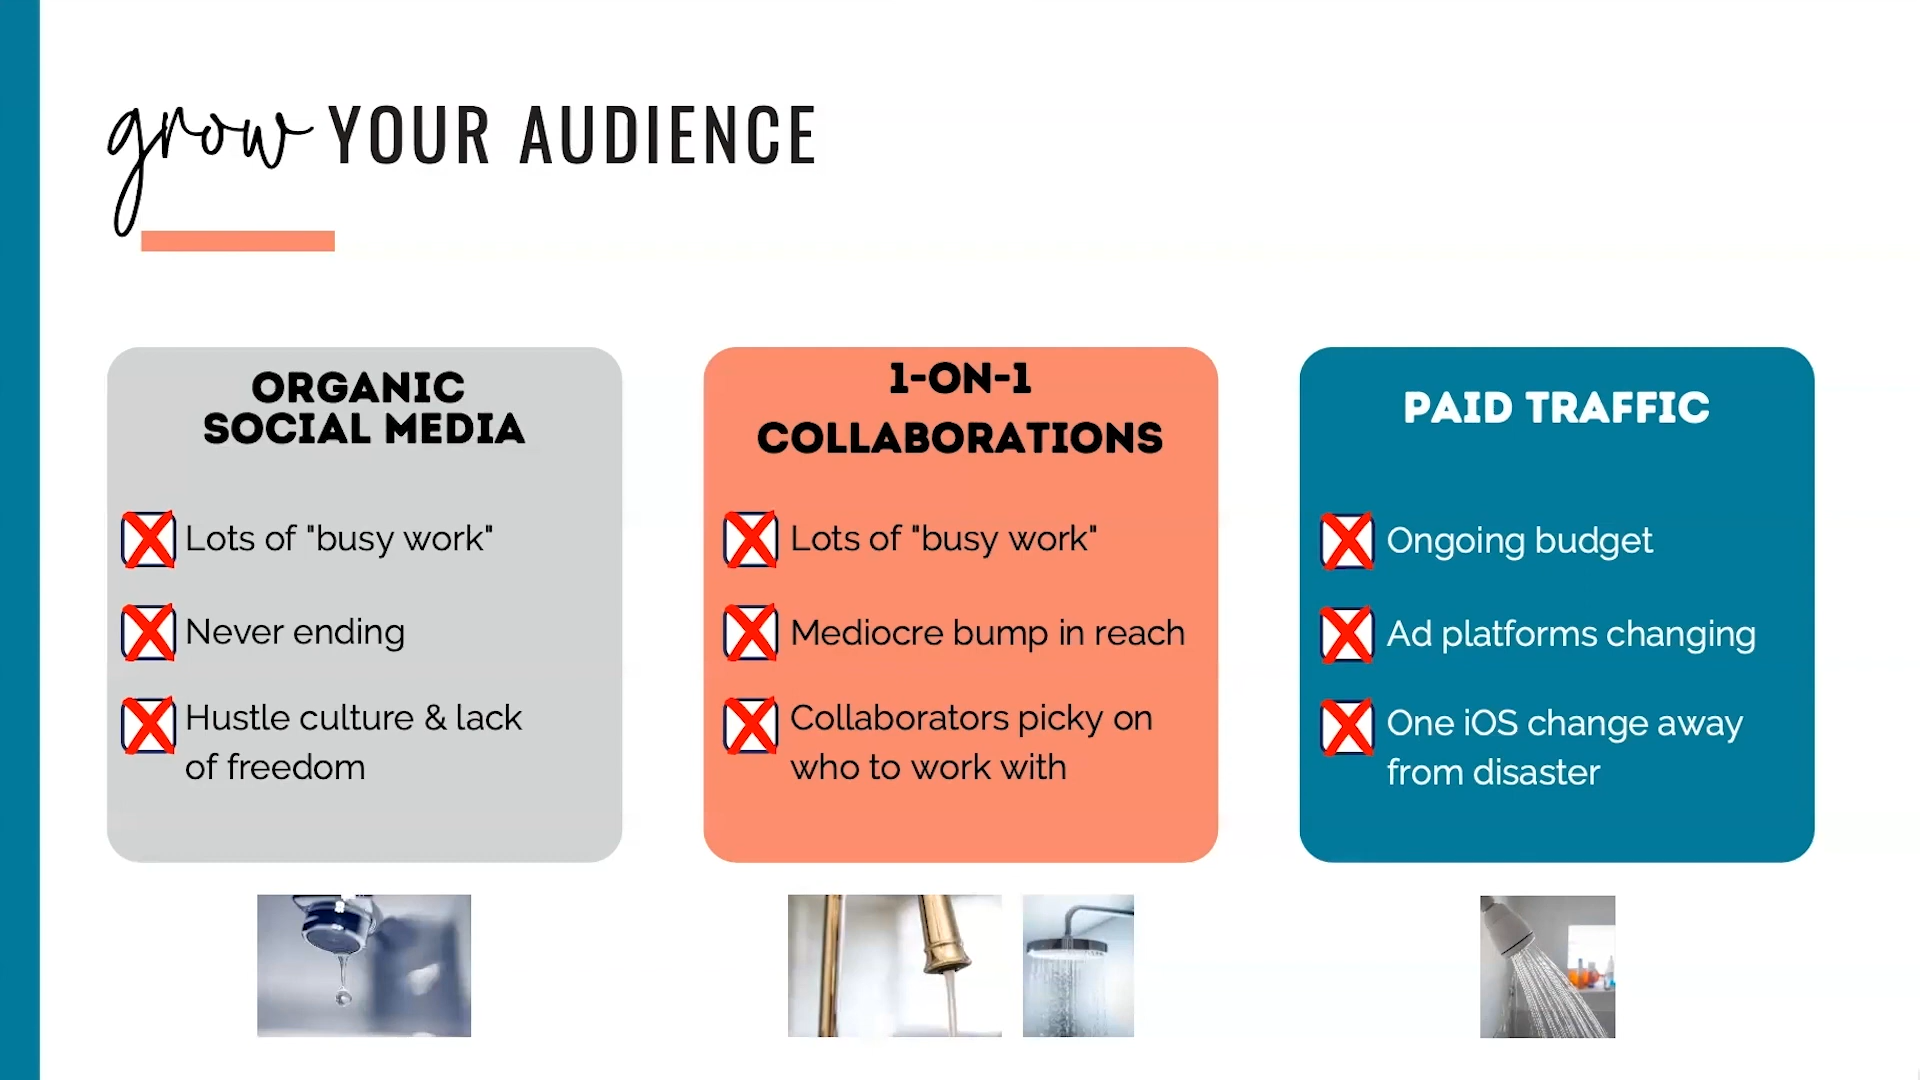 grow YOUR AUDIENCE
ORGANIC
SOCIAL MEDIA
Lots of "busy work"
Never ending
Hustle culture & lack
of freedom
1-ON-1
COLLABORATIONS
Lots of "busy work"
Mediocre bump in reach
Collaborators picky on
who to work with
PAID TRAFFIC
Ongoing budget
Ad platforms changing
One iOS change away
from disaster